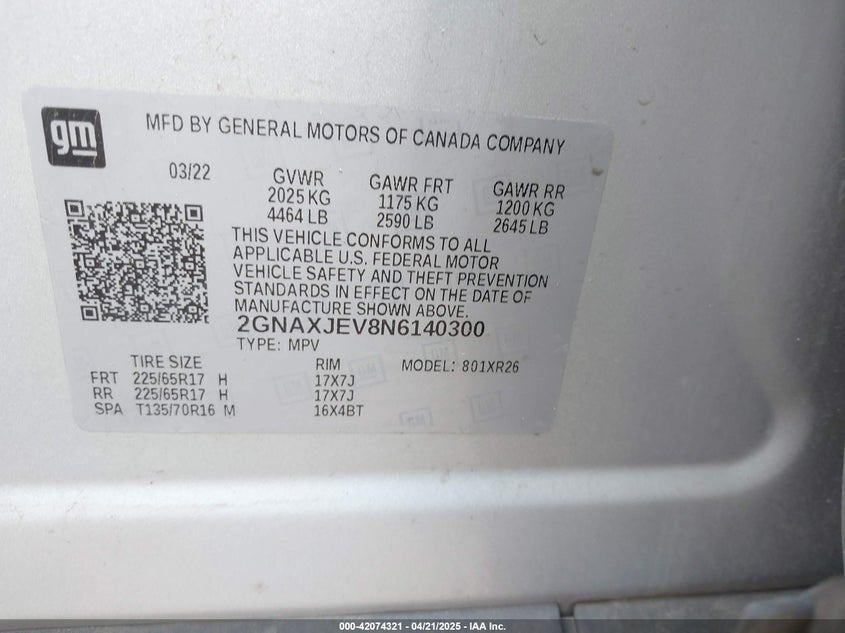 gm
MFD BY GENERAL MOTORS OF CANADA COMPANY
03/22 GVWR GAWR FRT GAWR RR
2025 KG 1175 KG 1200 KG
4464 LB 2590 LB 2645 LB
THIS VEHICLE CONFORMS TO ALL
APPLICABLE U.S. FEDERAL MOTOR
VEHICLE SAFETY AND THEFT PREVENTION
STANDARDS IN EFFECT ON THE DATE OF
MANUFACTURE SHOWN ABOVE.
2GNAXJEV8N6140300
TYPE: MPV
TIRE SIZE RIM MODEL: 801XR26
FRT 225/65R17 H 17X7J
RR 225/65R17 H 17X7J
SPA T135/70R16 M 16X4BT
000-42074321 - 04/21/2025 - IAA Inc.